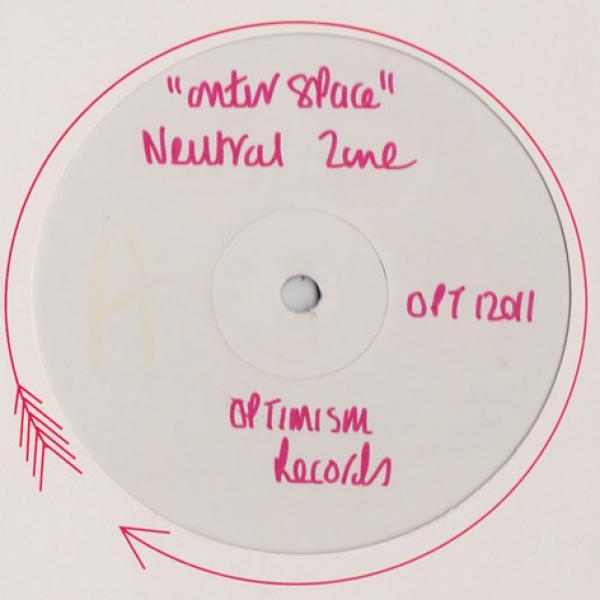 "outer space"
Neutral Zone
A
OPT 12011
OPTIMISM
Records